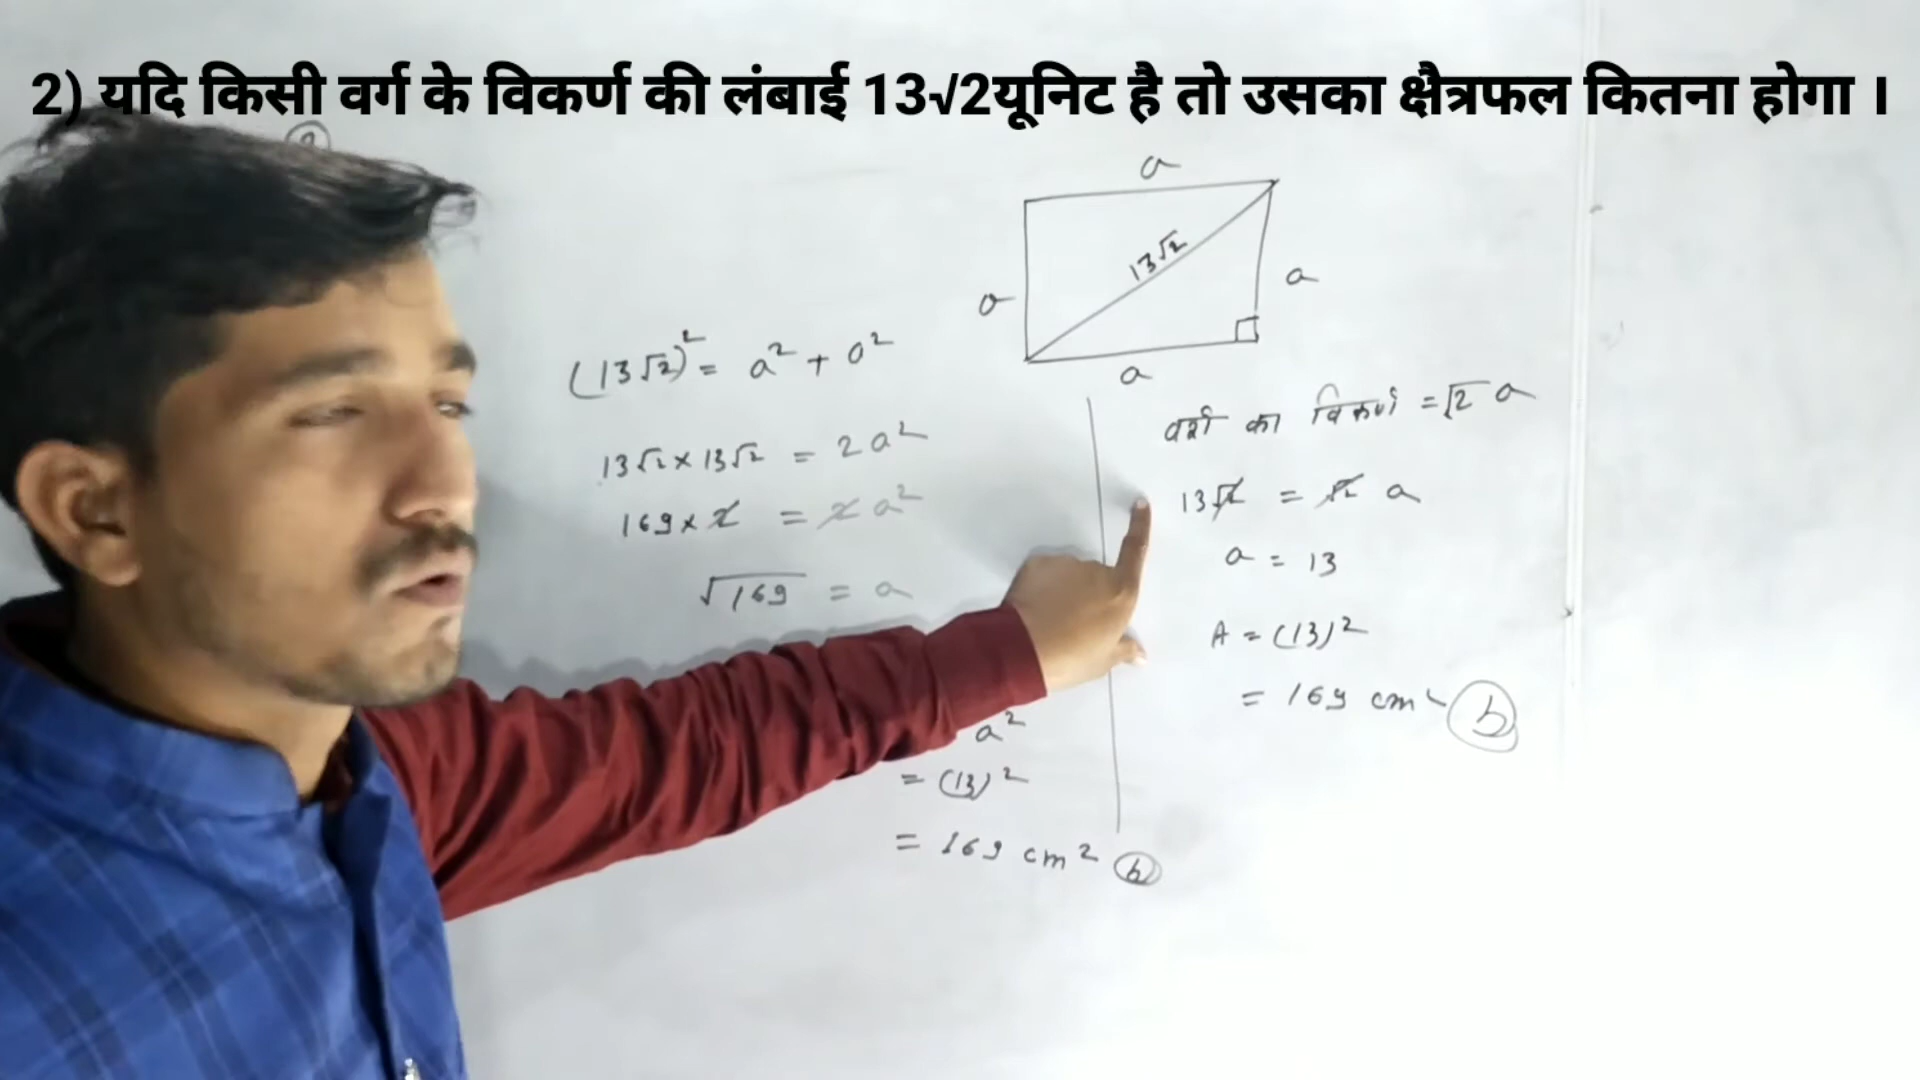 2) यदि किसी वर्ग के विकर्ण की लंबाई 13√2यूनिट है तो उसका क्षैत्रफल कितना होगा ।
a
13√2
a
a
a
(13√2)² = a² + a²
13√2 × 13√2 = 2a²
169 × 2 = 2a²
√169 = a
a²
= (13)²
= 169 cm² (b)
वर्ग का विकर्ण = √2 a
13√2 = √2 a
a = 13
A = (13)²
= 169 cm² (b)